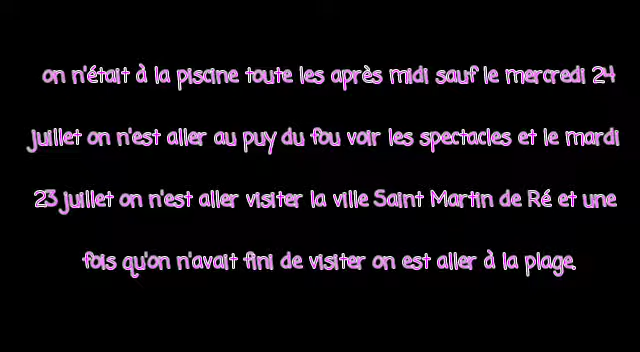 on n'était à la piscine toute les après midi sauf le mercredi 24
juillet on n'est aller au puy du fou voir les spectacles et le mardi
23 juillet on n'est aller visiter la ville Saint Martin de Ré et une
fois qu'on n'avait fini de visiter on est aller à la plage.